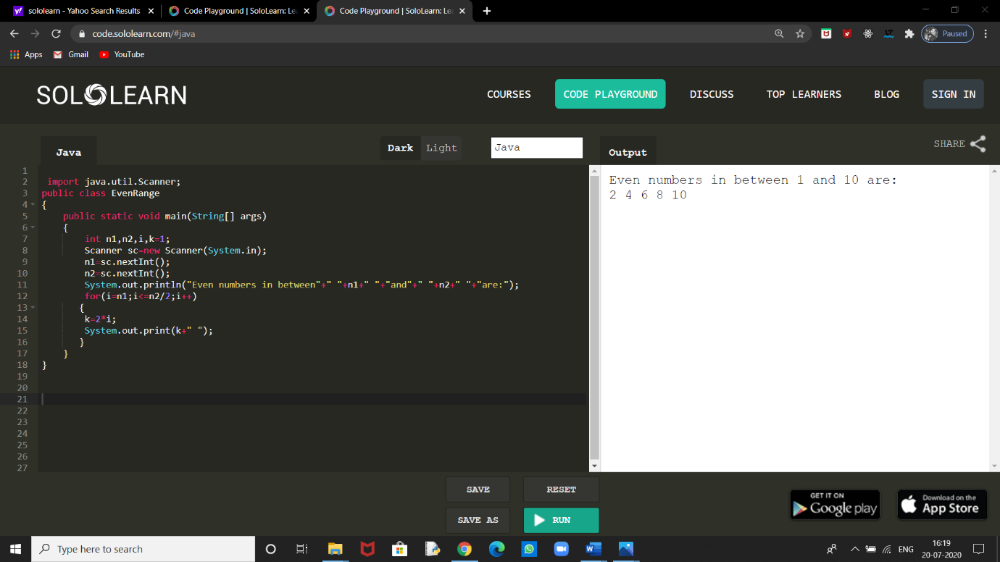 sololearn - Yahoo Search Results
Code Playground | SoloLearn: Le
Code Playground | SoloLearn: Le
code.sololearn.com/#java
Paused
Apps
Gmail
YouTube
SOLOLEARN
COURSES
CODE PLAYGROUND
DISCUSS
TOP LEARNERS
BLOG
SIGN IN
Java
Dark
Light
Java
Output
SHARE
1
2 import java.util.Scanner;
3 public class EvenRange
4 {
5 public static void main(String[] args)
6 {
7 int n1,n2,i,k=1;
8 Scanner sc=new Scanner(System.in);
9 n1=sc.nextInt();
10 n2=sc.nextInt();
11 System.out.println("Even numbers in between"+" "+n1+" "+"and"+" "+n2+" "+"are:");
12 for(i=n1;i<=n2/2;i++)
13 {
14 k=2*i;
15 System.out.print(k+" ");
16 }
17 }
18 }
19
20
21
22
23
24
25
26
27
Even numbers in between 1 and 10 are:
2 4 6 8 10
SAVE
RESET
SAVE AS
RUN
GET IT ON
Google play
Download on the
App Store
Type here to search
ENG
16:19
20-07-2020